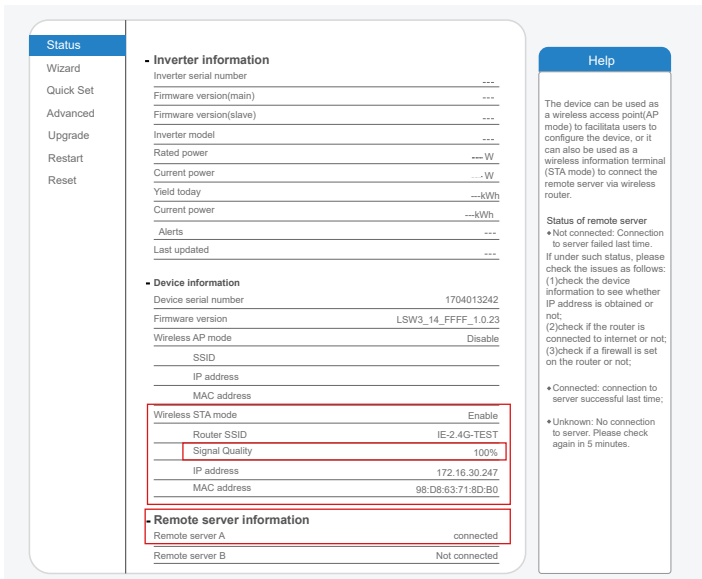 Status
Wizard
Quick Set
Advanced
Upgrade
Restart
Reset
- Inverter information
Inverter serial number ---
Firmware version(main) ---
Firmware version(slave) ---
Inverter model ---
Rated power --- W
Current power --- W
Yield today ---kWh
Current power ---kWh
Alerts ---
Last updated ---
- Device information
Device serial number 1704013242
Firmware version LSW3_14_FFFF_1.0.23
Wireless AP mode Disable
SSID
IP address
MAC address
Wireless STA mode Enable
Router SSID IE-2.4G-TEST
Signal Quality 100%
IP address 172.16.30.247
MAC address 98:D8:63:71:8D:B0
- Remote server information
Remote server A connected
Remote server B Not connected
Help
The device can be used as
a wireless access point(AP
mode) to facilitata users to
configure the device, or it
can also be used as a
wireless information terminal
(STA mode) to connect the
remote server via wireless
router.
Status of remote server
◆Not connected: Connection
to server failed last time.
If under such status, please
check the issues as follows:
(1)check the device
information to see whether
IP address is obtained or
not;
(2)check if the router is
connected to internet or not;
(3)check if a firewall is set
on the router or not;
◆Connected: connection to
server successful last time;
◆Unknown: No connection
to server. Please check
again in 5 minutes.